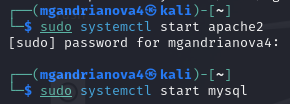 ┌──(mgandrianova4㉿kali)-[~]
└─$ sudo systemctl start apache2
[sudo] password for mgandrianova4:
┌──(mgandrianova4㉿kali)-[~]
└─$ sudo systemctl start mysql